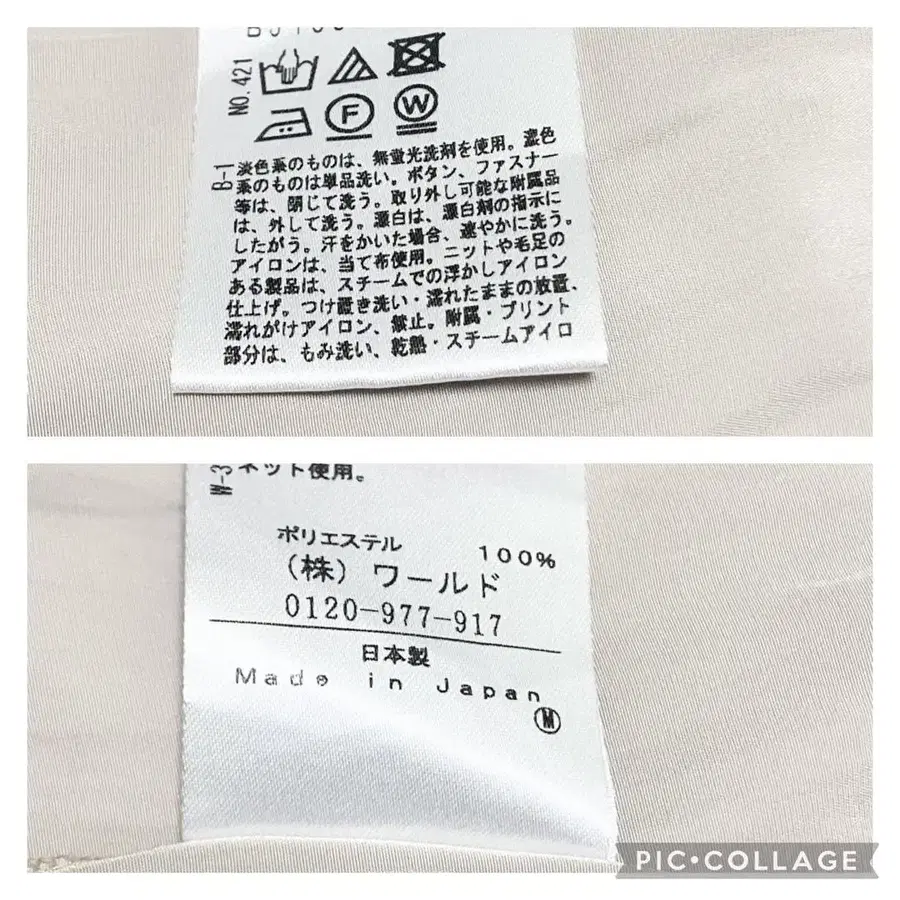 NO.421
F
W
B-1
淡色系のものは、無蛍光洗剤を使用。濃色
系のものは単品洗い。ボタン、ファスナー
等は、閉じて洗う。取り外し可能な附属品
は、外して洗う。漂白は、漂白剤の指示に
したがう。汗をかいた場合、速やかに洗う。
アイロンは、当て布使用。ニットや毛足の
ある製品は、スチームでの浮かしアイロン
仕上げ。つけ置き洗い・濡れたままの放置、
濡れがけアイロン、禁止。附属・プリント
部分は、もみ洗い、乾熱・スチームアイロ
W-3
ネット使用。
ポリエステル 100%
(株)ワールド
0120-977-917
日本製
Made in Japan
M
PIC•COLLAGE